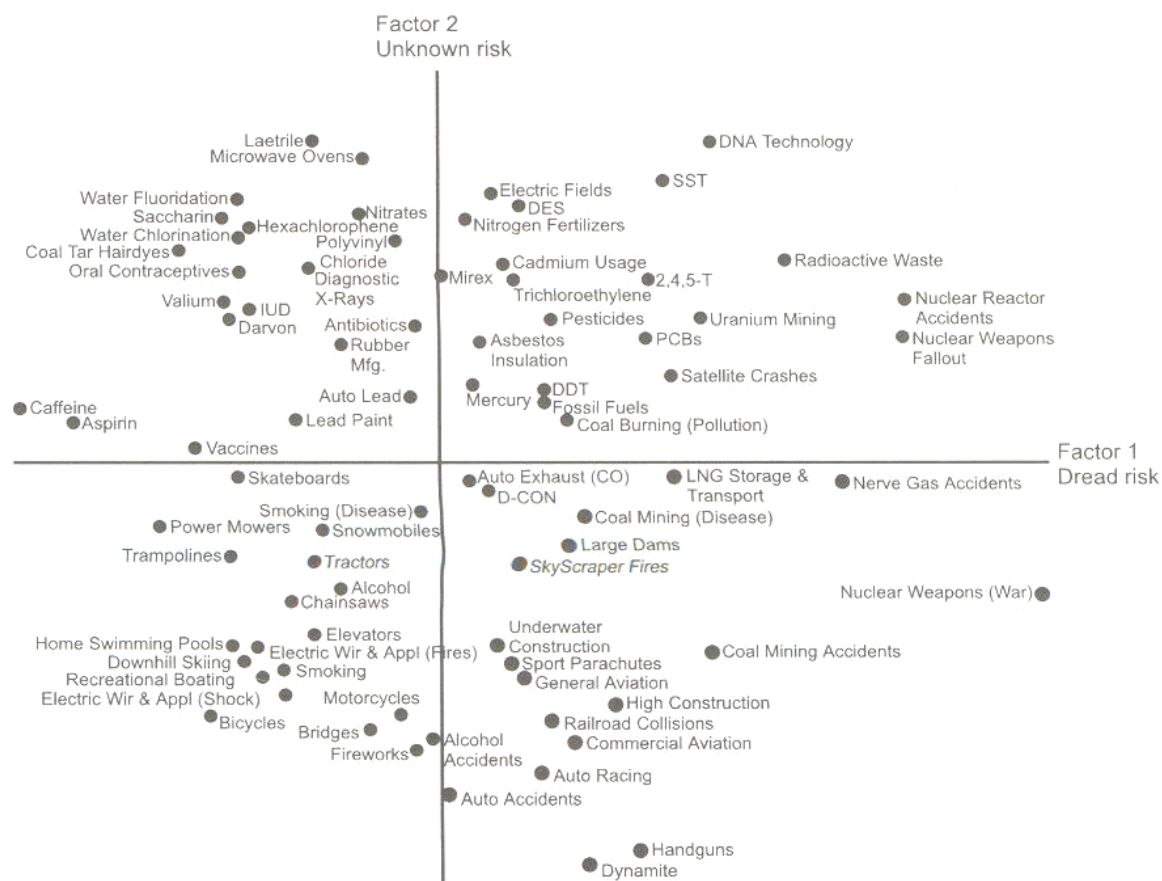 Factor 2
Unknown risk
Laetrile
Microwave Ovens
DNA Technology
SST
Water Fluoridation
Electric Fields
DES
Saccharin
Nitrates
Nitrogen Fertilizers
Hexachlorophene
Water Chlorination
Polyvinyl
Coal Tar Hairdyes
Chloride
Cadmium Usage
Radioactive Waste
Oral Contraceptives
Diagnostic
X-Rays
Mirex
2,4,5-T
Trichloroethylene
Valium
IUD
Nuclear Reactor
Accidents
Darvon
Antibiotics
Pesticides
Uranium Mining
Rubber
Mfg.
Asbestos
Insulation
PCBs
Nuclear Weapons
Fallout
Satellite Crashes
Auto Lead
Mercury
DDT
Fossil Fuels
Caffeine
Aspirin
Lead Paint
Coal Burning (Pollution)
Vaccines
Factor 1
Dread risk
Skateboards
Auto Exhaust (CO)
D-CON
LNG Storage &
Transport
Nerve Gas Accidents
Smoking (Disease)
Coal Mining (Disease)
Power Mowers
Snowmobiles
Trampolines
Tractors
Large Dams
SkyScraper Fires
Alcohol
Chainsaws
Nuclear Weapons (War)
Elevators
Underwater
Construction
Home Swimming Pools
Electric Wir & Appl (Fires)
Coal Mining Accidents
Downhill Skiing
Smoking
Sport Parachutes
Recreational Boating
General Aviation
Electric Wir & Appl (Shock)
Motorcycles
High Construction
Bicycles
Bridges
Railroad Collisions
Fireworks
Alcohol
Accidents
Commercial Aviation
Auto Racing
Auto Accidents
Handguns
Dynamite